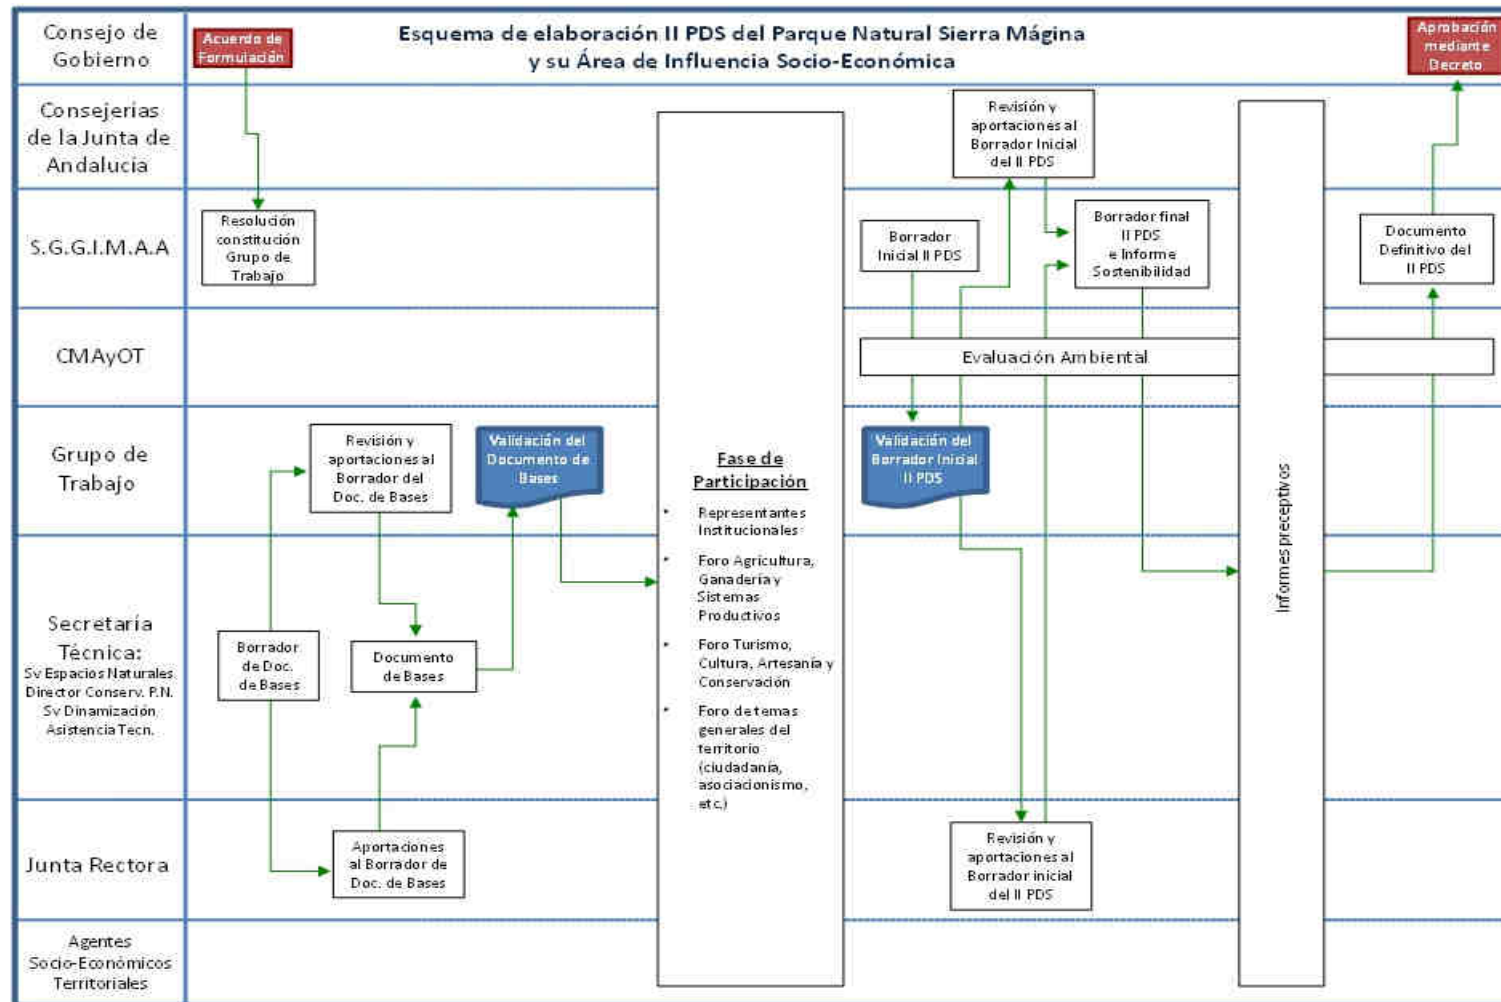 Esquema de elaboración II PDS del Parque Natural Sierra Mágina
y su Área de Influencia Socio-Económica
Consejo de
Gobierno
Acuerdo de
Formulación
Aprobación
mediante
Decreto
Consejerías
de la Junta de
Andalucía
Revisión y
aportaciones al
Borrador Inicial
del II PDS
S.G.G.I.M.A.A
Resolución
constitución
Grupo de
Trabajo
Borrador
Inicial II PDS
Borrador final
II PDS
e Informe
Sostenibilidad
Documento
Definitivo del
II PDS
CMAyOT
Evaluación Ambiental
Grupo de
Trabajo
Revisión y
aportaciones al
Borrador del
Doc. de Bases
Validación del
Documento de
Bases
Fase de
Participación
• Representantes
Institucionales
• Foro Agricultura,
Ganadería y
Sistemas
Productivos
• Foro Turismo,
Cultura, Artesanía y
Conservación
• Foro de temas
generales del
territorio
(ciudadanía,
asociacionismo,
etc.)
Validación del
Borrador Inicial
II PDS
Informes preceptivos
Secretaría
Técnica:
Sv Espacios Naturales
Director Conserv. P.N.
Sv Dinamización
Asistencia Tecn.
Borrador
de Doc.
de Bases
Documento
de Bases
Junta Rectora
Aportaciones
al Borrador de
Doc. de Bases
Revisión y
aportaciones al
Borrador inicial
del II PDS
Agentes
Socio-Económicos
Territoriales